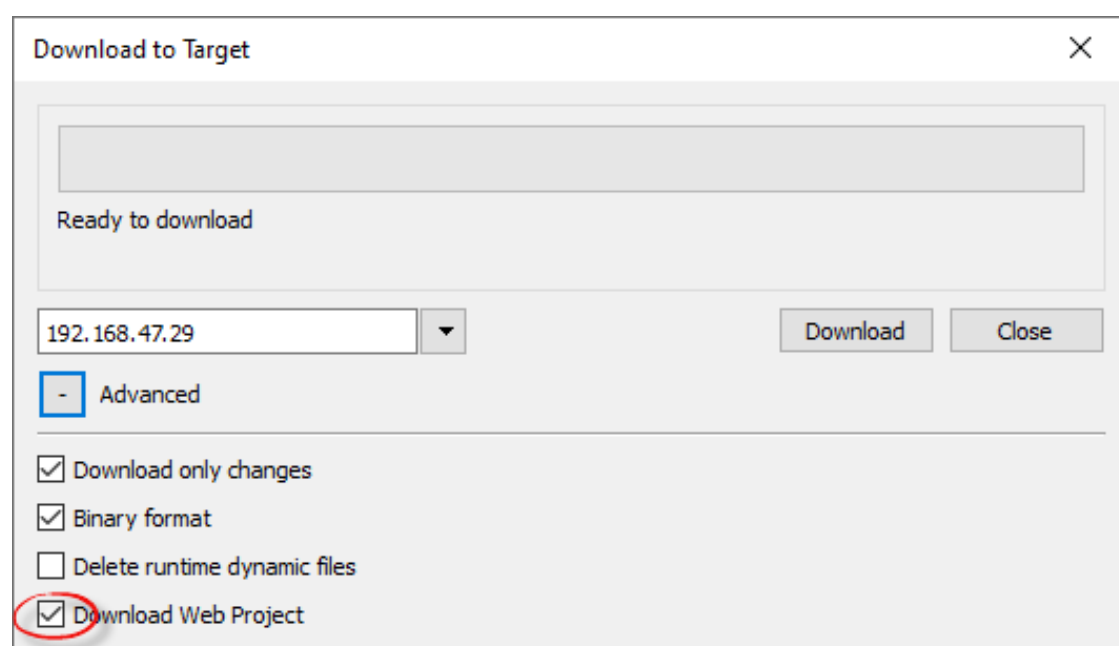 Download to Target
Ready to download
192.168.47.29
Download
Close
- Advanced
Download only changes
Binary format
Delete runtime dynamic files
Download Web Project